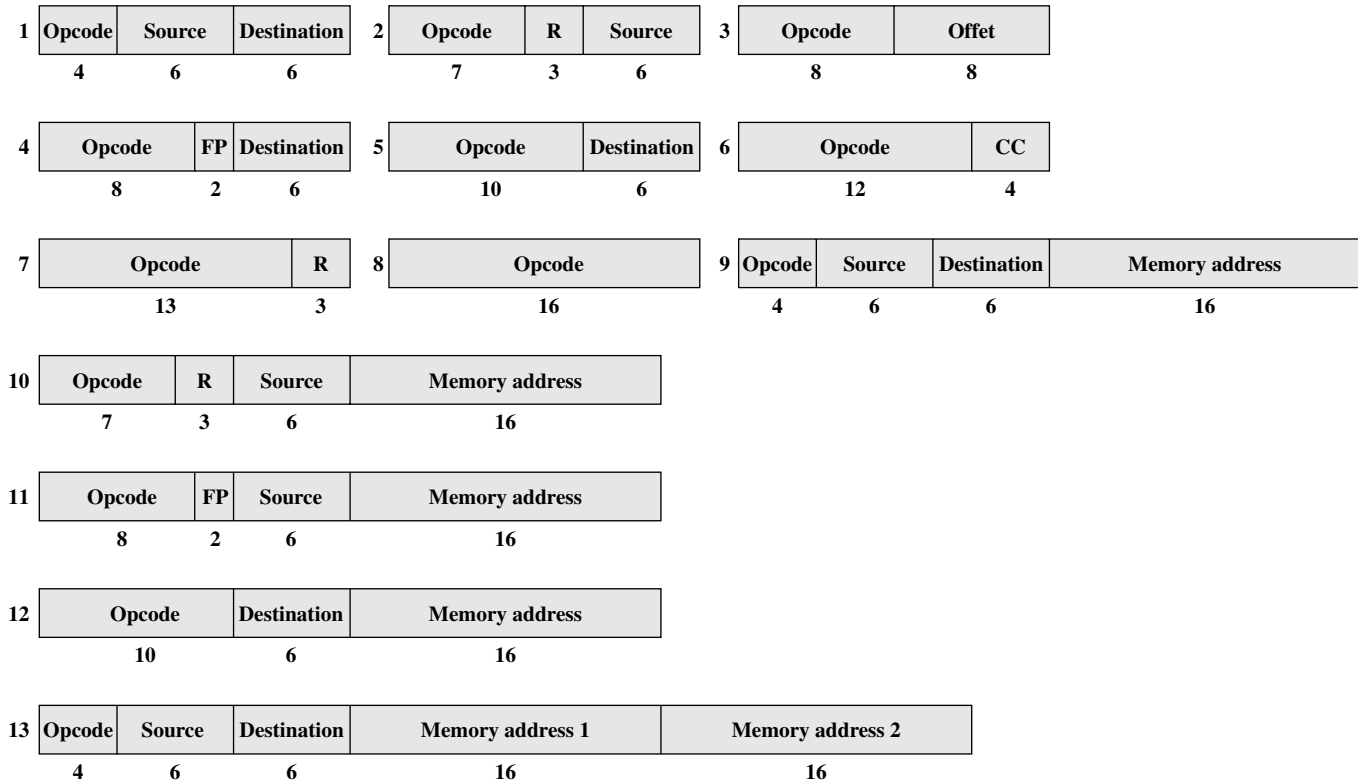 1 Opcode Source Destination 2 Opcode R Source 3 Opcode Offet
4 6 6 7 3 6 8 8
4 Opcode FP Destination 5 Opcode Destination 6 Opcode CC
8 2 6 10 6 12 4
7 Opcode R 8 Opcode 9 Opcode Source Destination Memory address
13 3 16 4 6 6 16
10 Opcode R Source Memory address
7 3 6 16
11 Opcode FP Source Memory address
8 2 6 16
12 Opcode Destination Memory address
10 6 16
13 Opcode Source Destination Memory address 1 Memory address 2
4 6 6 16 16